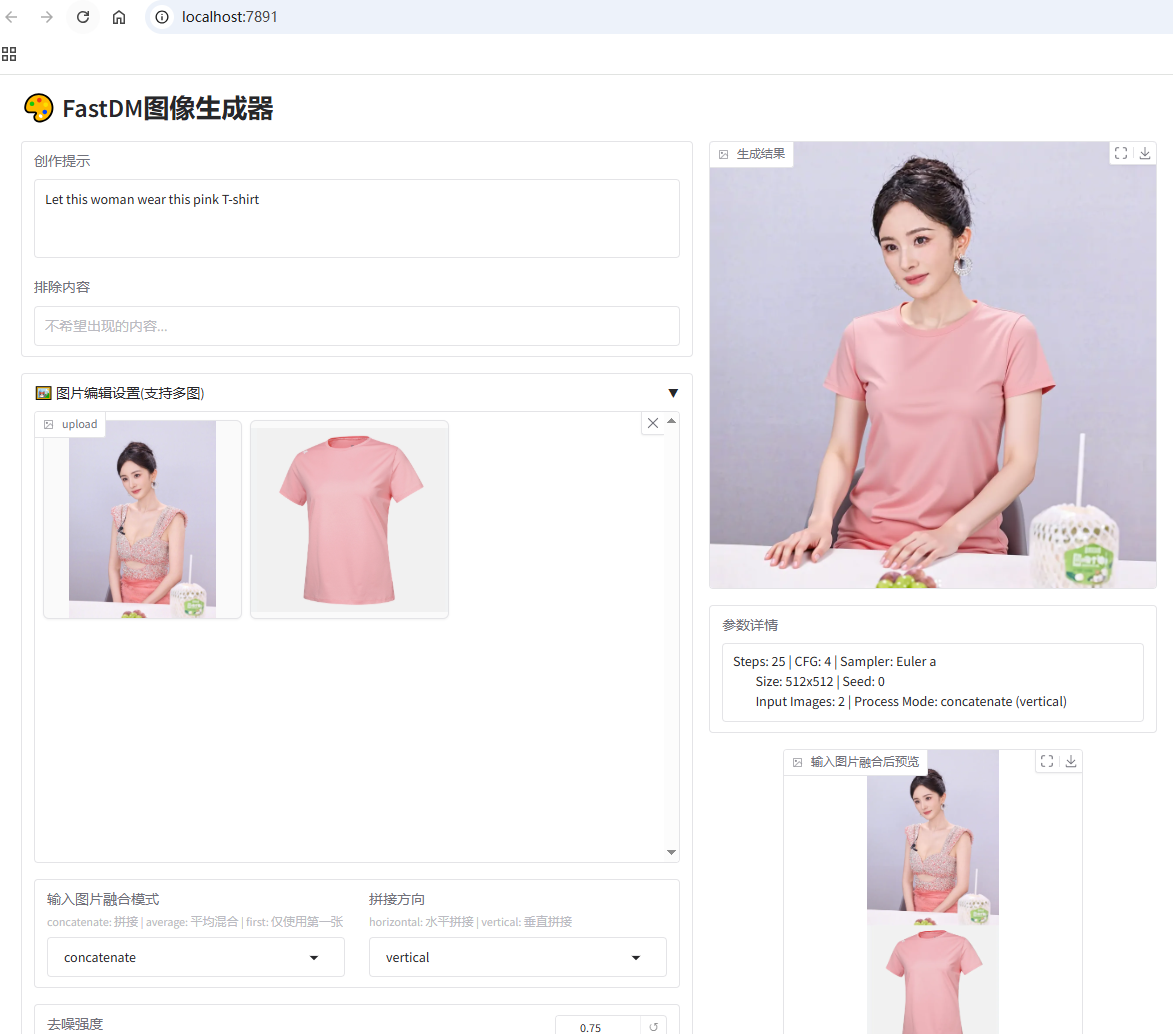 localhost:7891
FastDM图像生成器
创作提示
Let this woman wear this pink T-shirt
排除内容
不希望出现的内容...
图片编辑设置(支持多图)
upload
输入图片融合模式
concatenate: 拼接 | average: 平均混合 | first: 仅使用第一张
concatenate
拼接方向
horizontal: 水平拼接 | vertical: 垂直拼接
vertical
去噪强度
0.75
生成结果
参数详情
Steps: 25 | CFG: 4 | Sampler: Euler a
Size: 512x512 | Seed: 0
Input Images: 2 | Process Mode: concatenate (vertical)
输入图片融合后预览